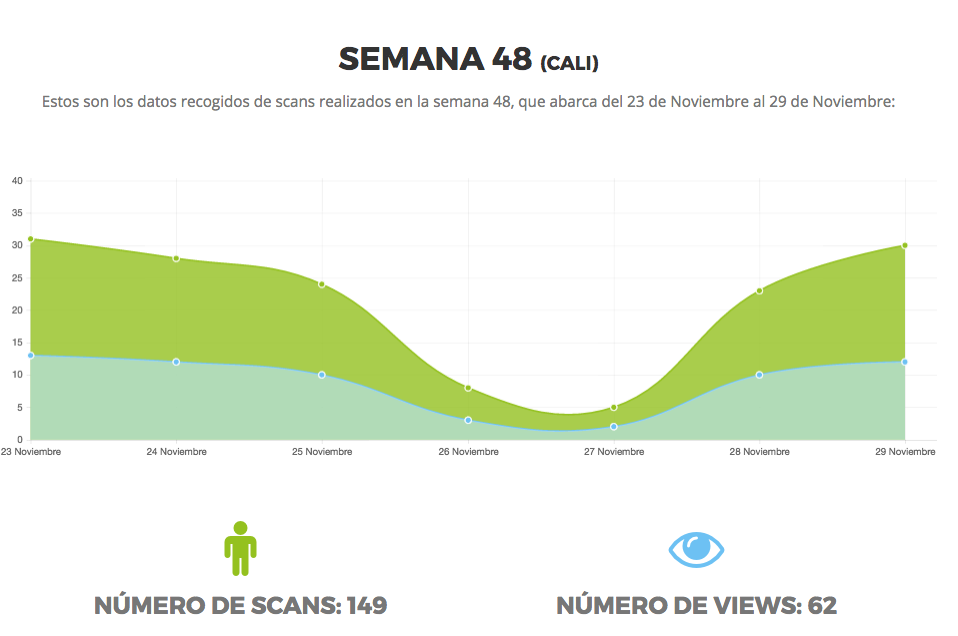 SEMANA 48 (CALI)
Estos son los datos recogidos de scans realizados en la semana 48, que abarca del 23 de Noviembre al 29 de Noviembre:
40
35
30
25
20
15
10
5
0
23 Noviembre 24 Noviembre 25 Noviembre 26 Noviembre 27 Noviembre 28 Noviembre 29 Noviembre
NÚMERO DE SCANS: 149 NÚMERO DE VIEWS: 62